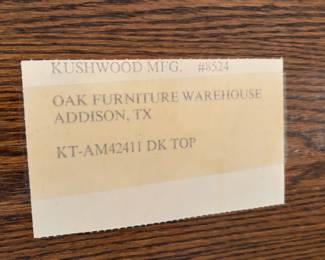 KUSHWOOD MFG. #8524
OAK FURNITURE WAREHOUSE
ADDISON, TX
KT-AM42411 DK TOP